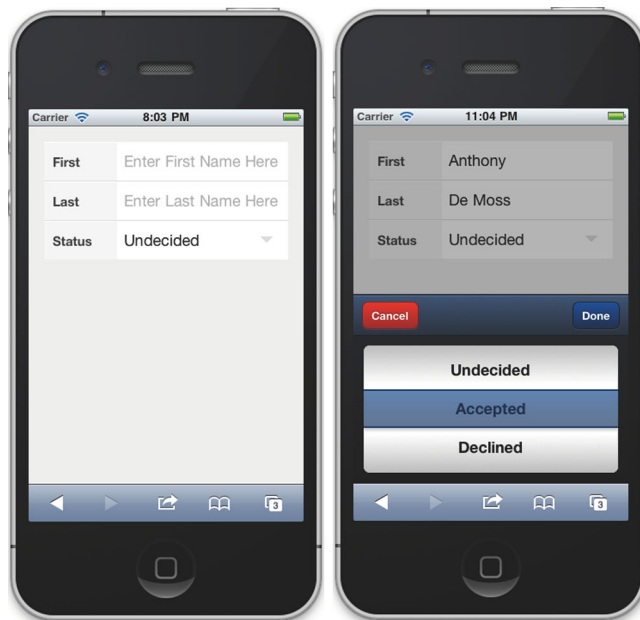 Carrier 8:03 PM
First Enter First Name Here
Last Enter Last Name Here
Status Undecided
3
Carrier 11:04 PM
First Anthony
Last De Moss
Status Undecided
Cancel Done
Undecided
Accepted
Declined
3